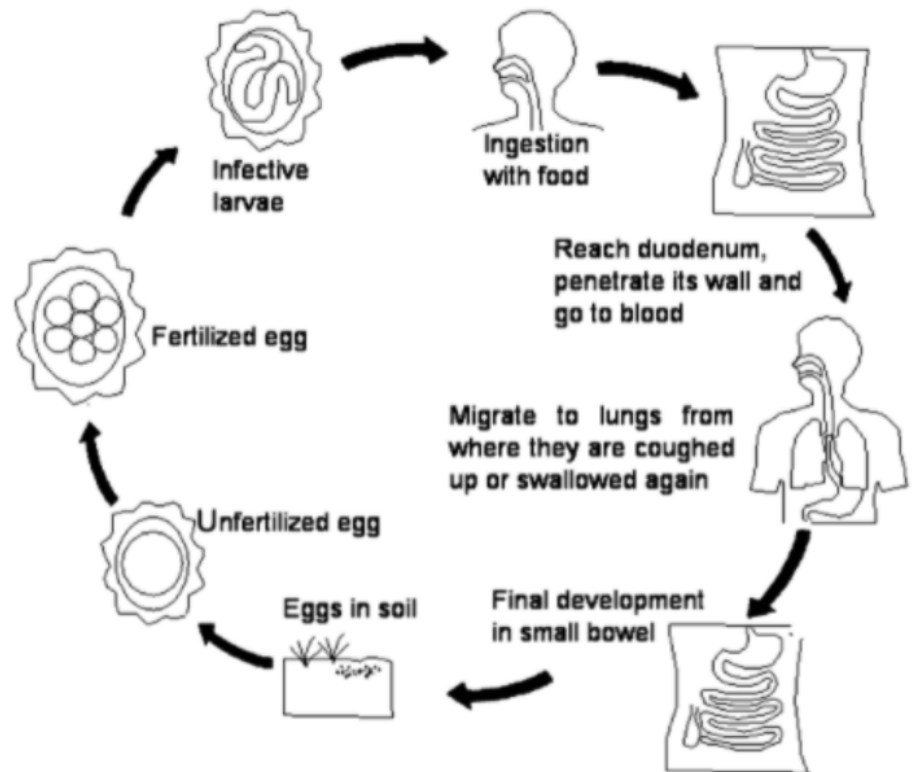 Infective
larvae
Ingestion
with food
Reach duodenum,
penetrate its wall and
go to blood
Migrate to lungs from
where they are coughed
up or swallowed again
Final development
in small bowel
Eggs in soil
Unfertilized egg
Fertilized egg